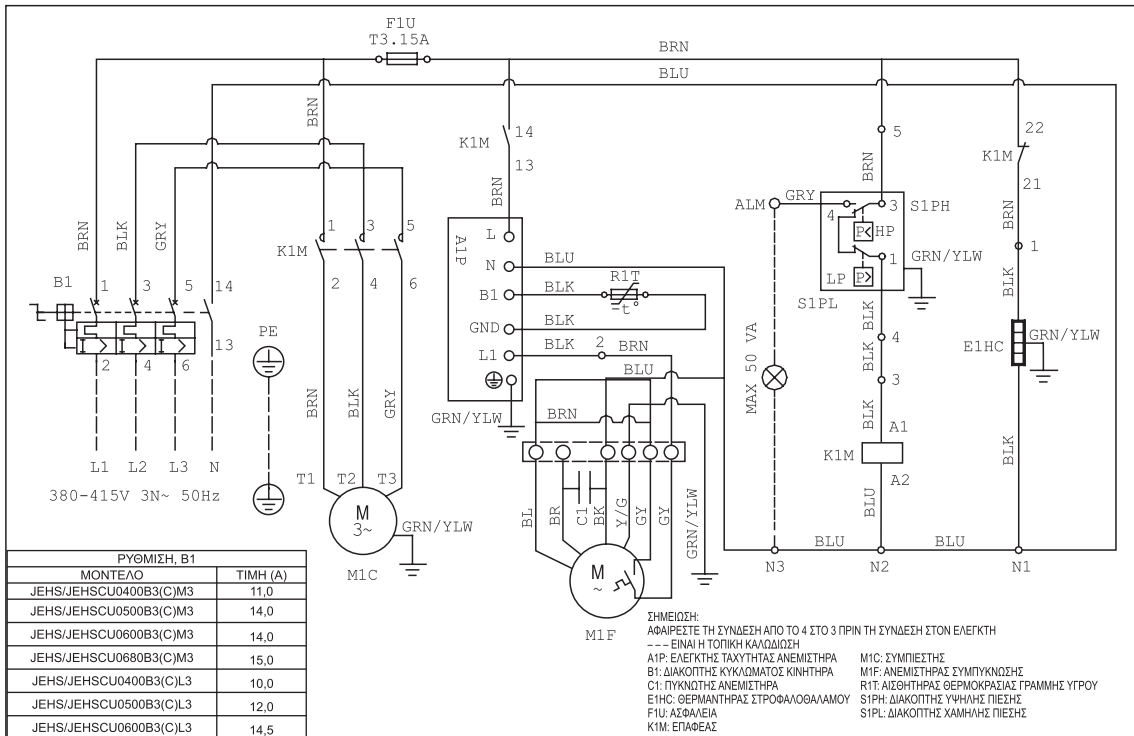 F1U
T3.15A
BRN
BLU
BRN
K1M
14
13
BRN
5
BRN
22
K1M
21
BRN
BRN
BLK
GRY
B1
1
3
5
14
2
4
6
13
PE
L1
L2
L3
N
380-415V 3N~ 50Hz
K1M
1
3
5
2
4
6
BRN
BLK
GRY
T1
T2
T3
M
3~
GRN/YLW
M1C
A1P
L
N
B1
GND
L1
GRN/YLW
BLU
BLK
R1T
-t°
BLK
BLK
2
BRN
BLU
BRN
BL
BR
C1
BK
Y/G
GY
GY
GRN/YLW
M
~
M1F
ALM
GRY
4
3
S1PH
P<
HP
1
LP
P>
S1PL
GRN/YLW
MAX 50 VA
BLK
4
BLK
3
BLK
A1
K1M
A2
BLU
1
BLK
E1HC
GRN/YLW
BLK
BLU
BLU
N3
N2
N1
ΡΥΘΜΙΣΗ, B1
ΜΟΝΤΕΛΟ ΤΙΜΗ (A)
JEHS/JEHSCU0400B3(C)M3 11,0
JEHS/JEHSCU0500B3(C)M3 14,0
JEHS/JEHSCU0600B3(C)M3 14,0
JEHS/JEHSCU0680B3(C)M3 15,0
JEHS/JEHSCU0400B3(C)L3 10,0
JEHS/JEHSCU0500B3(C)L3 12,0
JEHS/JEHSCU0600B3(C)L3 14,5
ΣΗΜΕΙΩΣΗ:
ΑΦΑΙΡΕΣΤΕ ΤΗ ΣΥΝΔΕΣΗ ΑΠΟ ΤΟ 4 ΣΤΟ 3 ΠΡΙΝ ΤΗ ΣΥΝΔΕΣΗ ΣΤΟΝ ΕΛΕΓΚΤΗ
--- ΕΙΝΑΙ Η ΤΟΠΙΚΗ ΚΑΛΩΔΙΩΣΗ
A1P: ΕΛΕΓΚΤΗΣ ΤΑΧΥΤΗΤΑΣ ΑΝΕΜΙΣΤΗΡΑ
B1: ΔΙΑΚΟΠΤΗΣ ΚΥΚΛΩΜΑΤΟΣ ΚΙΝΗΤΗΡΑ
C1: ΠΥΚΝΩΤΗΣ ΑΝΕΜΙΣΤΗΡΑ
E1HC: ΘΕΡΜΑΝΤΗΡΑΣ ΣΤΡΟΦΑΛΟΘΑΛΑΜΟΥ
F1U: ΑΣΦΑΛΕΙΑ
K1M: ΕΠΑΦΕΑΣ
M1C: ΣΥΜΠΙΕΣΤΗΣ
M1F: ΑΝΕΜΙΣΤΗΡΑΣ ΣΥΜΠΥΚΝΩΣΗΣ
R1T: ΑΙΣΘΗΤΗΡΑΣ ΘΕΡΜΟΚΡΑΣΙΑΣ ΓΡΑΜΜΗΣ ΥΓΡΟΥ
S1PH: ΔΙΑΚΟΠΤΗΣ ΥΨΗΛΗΣ ΠΙΕΣΗΣ
S1PL: ΔΙΑΚΟΠΤΗΣ ΧΑΜΗΛΗΣ ΠΙΕΣΗΣ